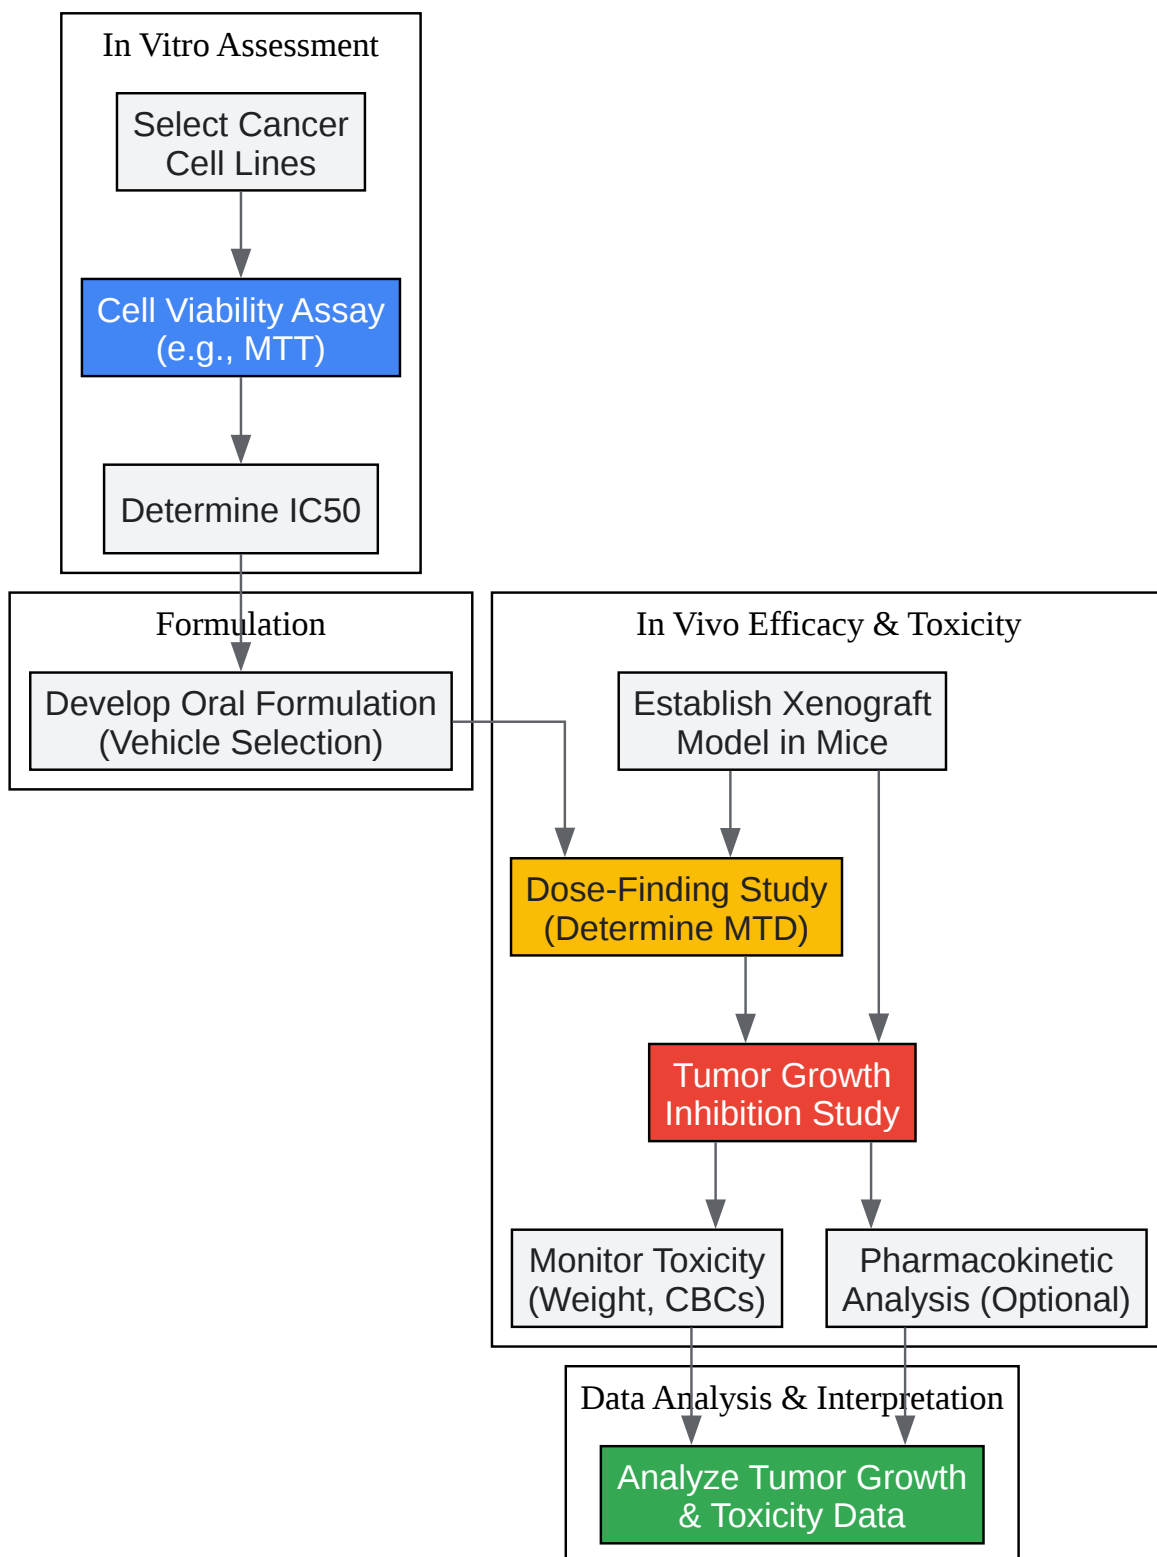 In Vitro Assessment
Select Cancer
Cell Lines
Cell Viability Assay
(e.g., MTT)
Determine IC50
Formulation
Develop Oral Formulation
(Vehicle Selection)
In Vivo Efficacy & Toxicity
Establish Xenograft
Model in Mice
Dose-Finding Study
(Determine MTD)
Tumor Growth
Inhibition Study
Monitor Toxicity
(Weight, CBCs)
Pharmacokinetic
Analysis (Optional)
Data Analysis & Interpretation
Analyze Tumor Growth
& Toxicity Data